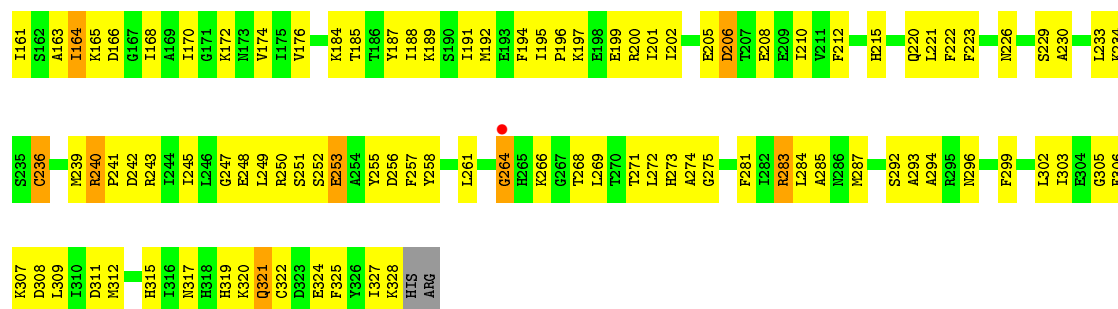 I161 S162 A163 I164 K165 D166 G167 I168 A169 I170 G171 K172 N173 V174 I175 V176 K184 T185 T186 Y187 I188 K189 S190 I191 M192 E193 F194 I195 P196 K197 E198 E199 R200 I201 I202 E205 D206 T207 E208 E209 I210 V211 F212 H215 Q220 L221 F222 F223 N226 S229 A230 L233 K234
S235 C236 M239 R240 P241 D242 R243 I244 I245 L246 G247 E248 L249 R250 S251 S252 E253 A254 Y255 D256 F257 Y258 L261 G264 H265 K266 G267 T268 L269 T270 T271 L272 H273 A274 G275 F281 I282 R283 L284 A285 N286 M287 S292 A293 A294 R295 N296 F299 L302 I303 E304 G305 F306
K307 D308 L309 I310 D311 M312 H315 I316 N317 H318 H319 K320 Q321 C322 D323 E324 F325 Y326 I327 K328 HIS ARG